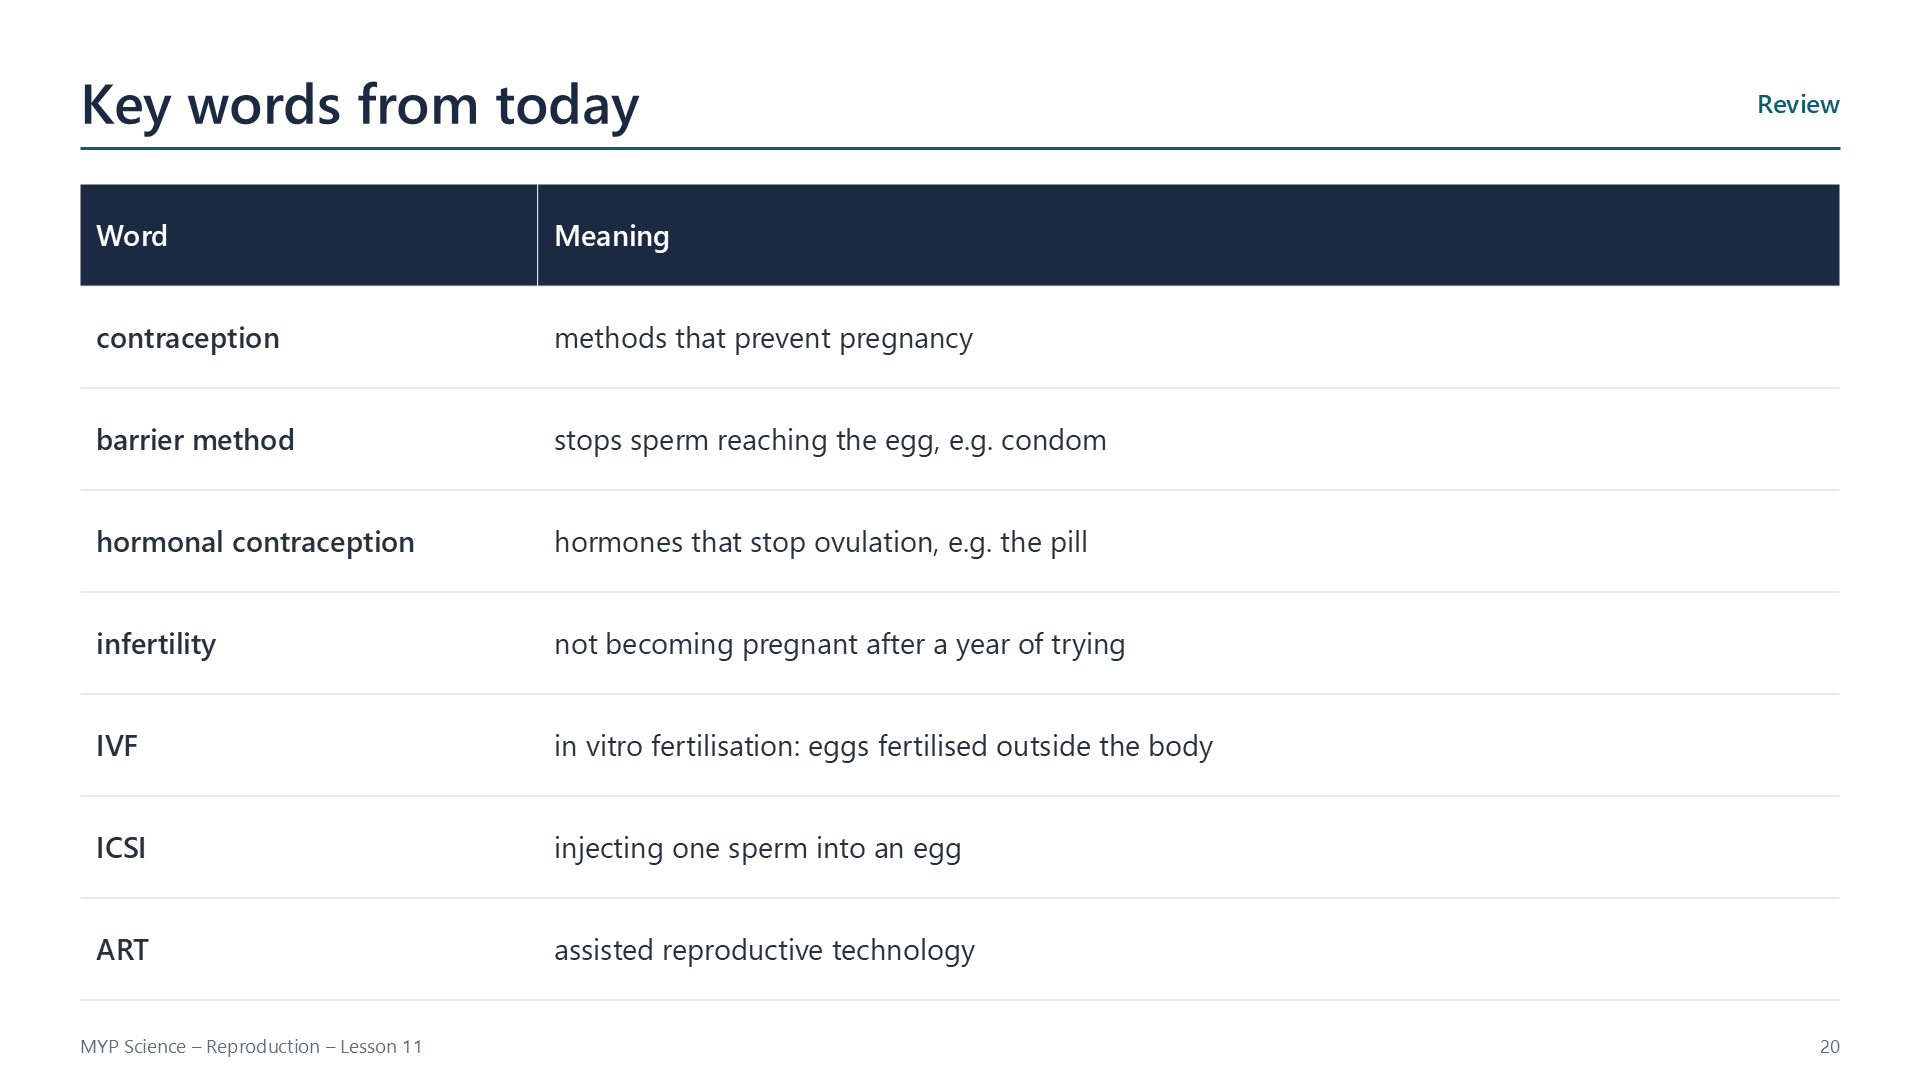 Key words from today
Review
Word Meaning
contraception methods that prevent pregnancy
barrier method stops sperm reaching the egg, e.g. condom
hormonal contraception hormones that stop ovulation, e.g. the pill
infertility not becoming pregnant after a year of trying
IVF in vitro fertilisation: eggs fertilised outside the body
ICSI injecting one sperm into an egg
ART assisted reproductive technology
MYP Science – Reproduction – Lesson 11
20